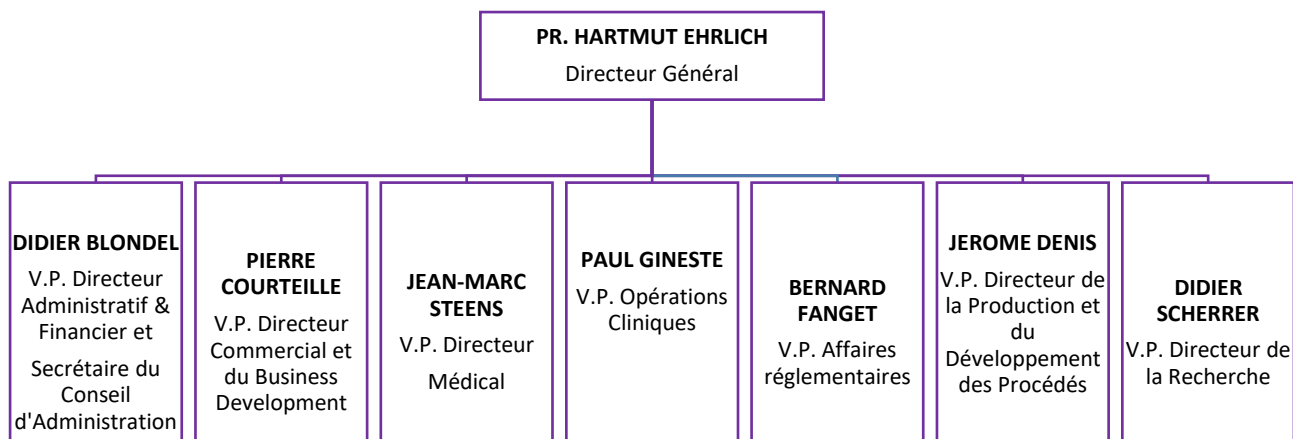 PR. HARTMUT EHRLICH
Directeur Général
DIDIER BLONDEL
V.P. Directeur
Administratif &
Financier et
Secrétaire du
Conseil
d'Administration
PIERRE
COURTEILLE
V.P. Directeur
Commercial et
du Business
Development
JEAN-MARC
STEENS
V.P. Directeur
Médical
PAUL GINESTE
V.P. Opérations
Cliniques
BERNARD
FANGET
V.P. Affaires
réglementaires
JEROME DENIS
V.P. Directeur de
la Production et
du
Développement
des Procédés
DIDIER
SCHERRER
V.P. Directeur de
la Recherche